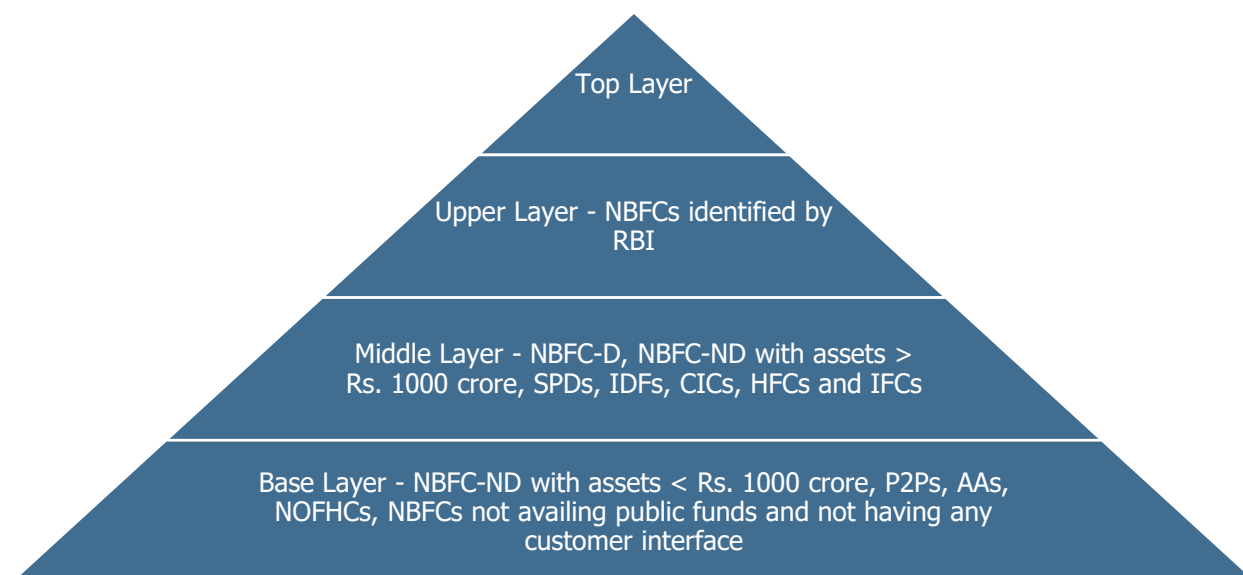 Top Layer
Upper Layer - NBFCs identified by
RBI
Middle Layer - NBFC-D, NBFC-ND with assets >
Rs. 1000 crore, SPDs, IDFs, CICs, HFCs and IFCs
Base Layer - NBFC-ND with assets < Rs. 1000 crore, P2Ps, AAs,
NOFHCs, NBFCs not availing public funds and not having any
customer interface